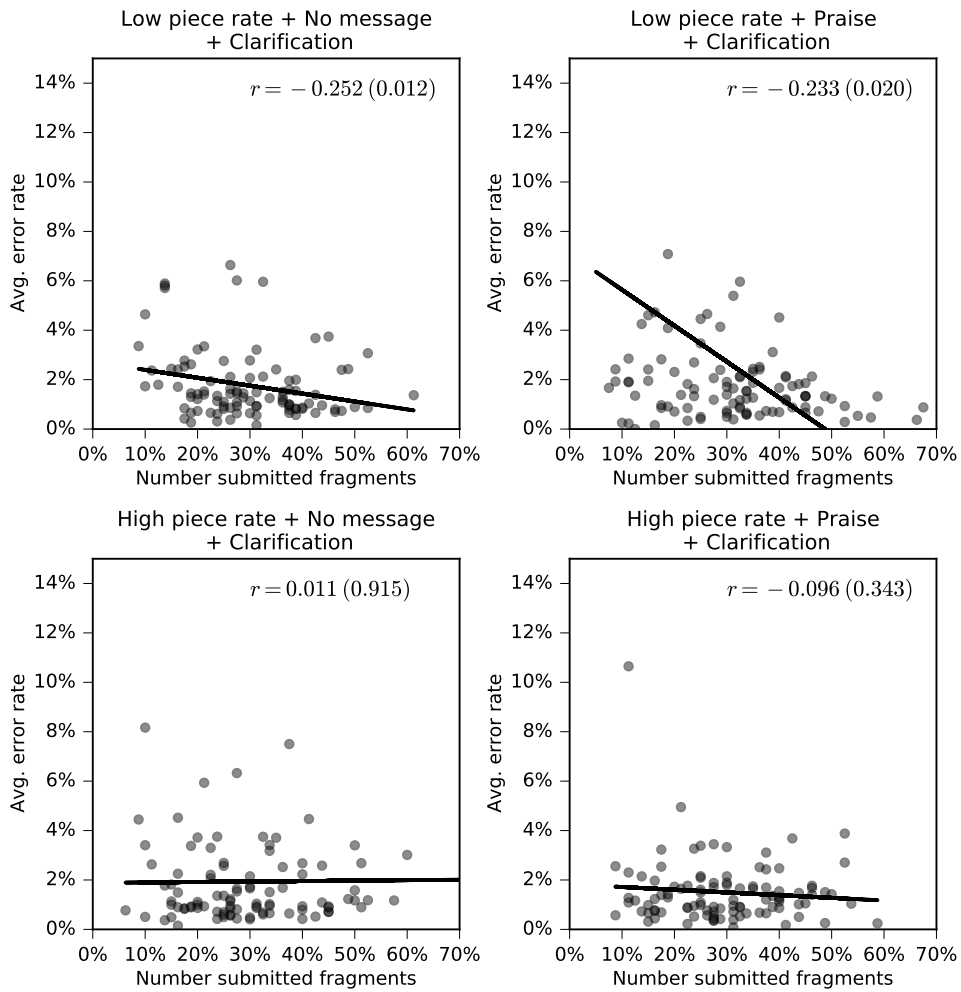 Low piece rate + No message
+ Clarification
r = − 0.252 (0.012)
14%
12%
10%
8%
6%
4%
2%
0%
Avg. error rate
0% 10% 20% 30% 40% 50% 60% 70%
Number submitted fragments
Low piece rate + Praise
+ Clarification
r = − 0.233 (0.020)
14%
12%
10%
8%
6%
4%
2%
0%
Avg. error rate
0% 10% 20% 30% 40% 50% 60% 70%
Number submitted fragments
High piece rate + No message
+ Clarification
r = 0.011 (0.915)
14%
12%
10%
8%
6%
4%
2%
0%
Avg. error rate
0% 10% 20% 30% 40% 50% 60% 70%
Number submitted fragments
High piece rate + Praise
+ Clarification
r = − 0.096 (0.343)
14%
12%
10%
8%
6%
4%
2%
0%
Avg. error rate
0% 10% 20% 30% 40% 50% 60% 70%
Number submitted fragments